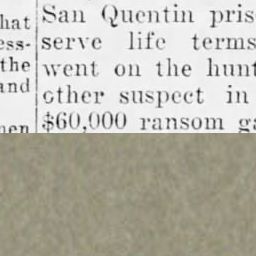 hat
ess-
the
and
nen
San Quentin pris
serve life terms
went on the hunt
other suspect in
$60,000 ransom ga